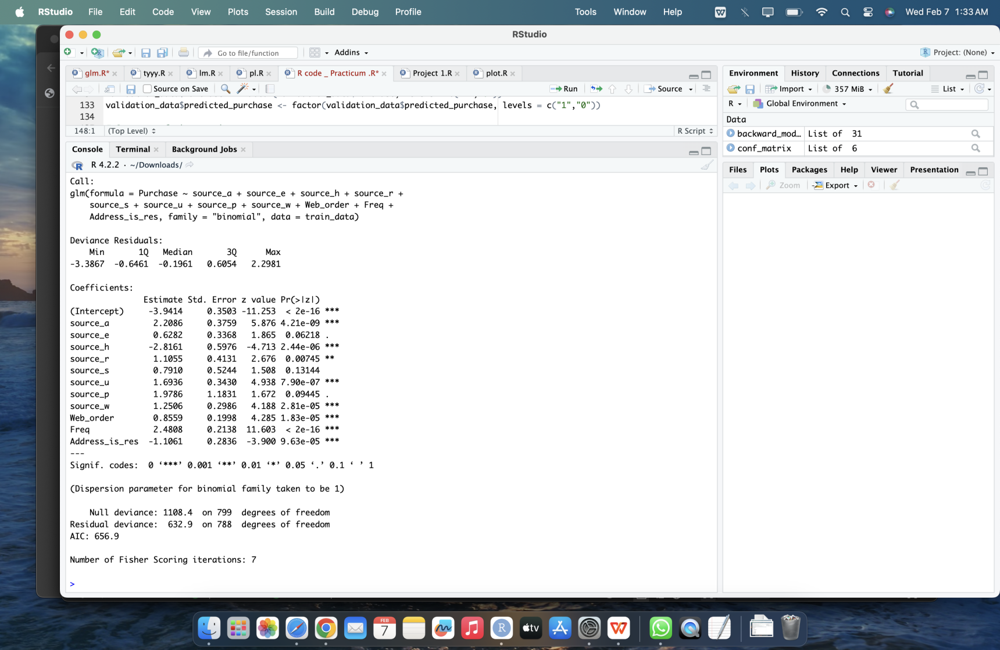 RStudio File Edit Code View Plots Session Build Debug Profile Tools Window Help Wed Feb 7 1:33 AM
RStudio
Go to file/function Addins Project: (None)
glm.R* tyyy.R lm.R pl.R R code _ Practicum .R* Project 1.R plot.R
Source on Save Run Source
133 validation_data$predicted_purchase <- factor(validation_data$predicted_purchase, levels = c("1","0"))
134
148:1 (Top Level) R Script
Console Terminal Background Jobs
R 4.2.2 · ~/Downloads/
Call:
glm(formula = Purchase ~ source_a + source_e + source_h + source_r +
source_s + source_u + source_p + source_w + Web_order + Freq +
Address_is_res, family = "binomial", data = train_data)
Deviance Residuals:
Min 1Q Median 3Q Max
-3.3867 -0.6461 -0.1961 0.6054 2.2981
Coefficients:
Estimate Std. Error z value Pr(>|z|)
(Intercept) -3.9414 0.3503 -11.253 < 2e-16 ***
source_a 2.2086 0.3759 5.876 4.21e-09 ***
source_e 0.6282 0.3368 1.865 0.06218 .
source_h -2.8161 0.5976 -4.713 2.44e-06 ***
source_r 1.1055 0.4131 2.676 0.00745 **
source_s 0.7910 0.5244 1.508 0.13144
source_u 1.6936 0.3430 4.938 7.90e-07 ***
source_p 1.9786 1.1831 1.672 0.09445 .
source_w 1.2506 0.2986 4.188 2.81e-05 ***
Web_order 0.8559 0.1998 4.285 1.83e-05 ***
Freq 2.4808 0.2138 11.603 < 2e-16 ***
Address_is_res -1.1061 0.2836 -3.900 9.63e-05 ***
---
Signif. codes: 0 ‘***’ 0.001 ‘**’ 0.01 ‘*’ 0.05 ‘.’ 0.1 ‘ ’ 1
(Dispersion parameter for binomial family taken to be 1)
Null deviance: 1108.4 on 799 degrees of freedom
Residual deviance: 632.9 on 788 degrees of freedom
AIC: 656.9
Number of Fisher Scoring iterations: 7
>
Environment History Connections Tutorial
Import 357 MiB List
R Global Environment
Data
backward_mod… List of 31
conf_matrix List of 6
Files Plots Packages Help Viewer Presentation
Zoom Export
FEB
7
R
tv